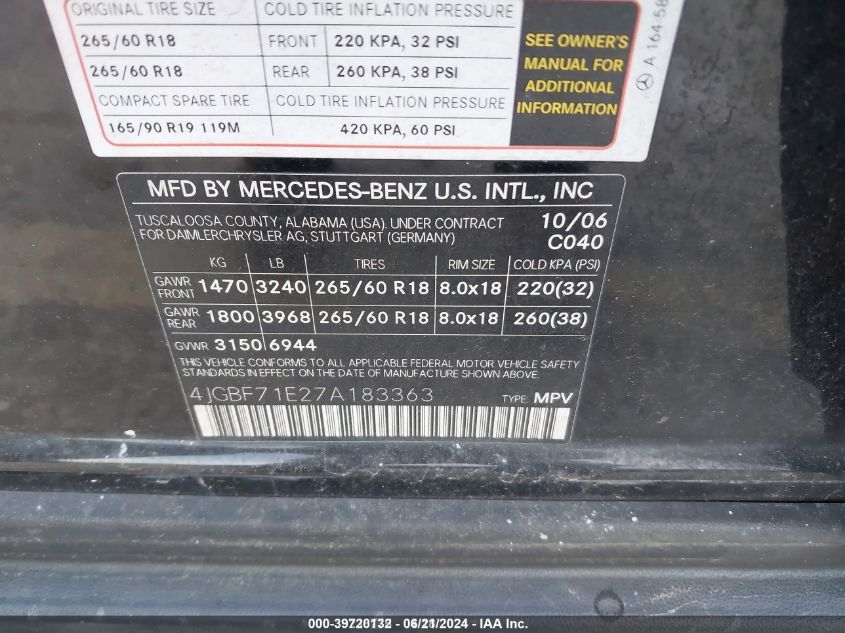 ORIGINAL TIRE SIZE COLD TIRE INFLATION PRESSURE
265/60 R18 FRONT 220 KPA, 32 PSI
265/60 R18 REAR 260 KPA, 38 PSI
COMPACT SPARE TIRE COLD TIRE INFLATION PRESSURE
165/90 R19 119M 420 KPA, 60 PSI
SEE OWNER'S
MANUAL FOR
ADDITIONAL
INFORMATION
A 164 58
MFD BY MERCEDES-BENZ U.S. INTL., INC
TUSCALOOSA COUNTY, ALABAMA (USA). UNDER CONTRACT 10/06
FOR DAIMLERCHRYSLER AG, STUTTGART (GERMANY) C040
KG LB TIRES RIM SIZE COLD KPA (PSI)
GAWR FRONT 1470 3240 265/60 R18 8.0x18 220(32)
GAWR REAR 1800 3968 265/60 R18 8.0x18 260(38)
GVWR 3150 6944
THIS VEHICLE CONFORMS TO ALL APPLICABLE FEDERAL MOTOR VEHICLE SAFETY
STANDARDS IN EFFECT ON THE DATE OF MANUFACTURE SHOWN ABOVE.
4JGBF71E27A183363 TYPE: MPV
000-39720132 - 06/21/2024 - IAA Inc.